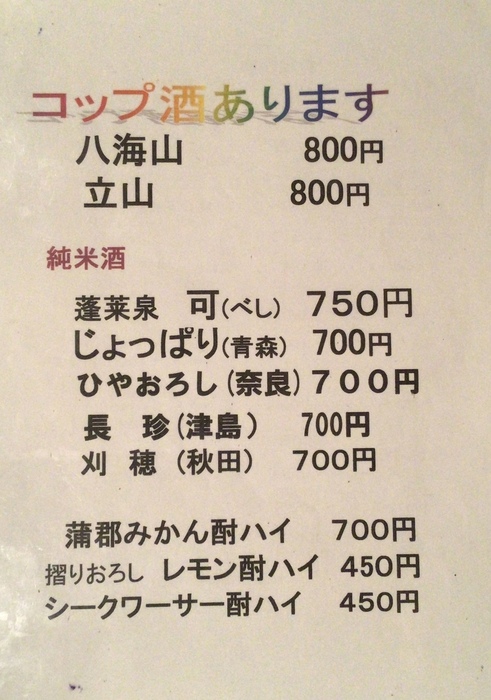 コップ酒あります
八海山 800円
立山 800円
純米酒
蓬莱泉 可(べし) 750円
じょっぱり(青森) 700円
ひやおろし(奈良)700円
長 珍(津島) 700円
刈 穂 (秋田) 700円
蒲郡みかん酎ハイ 700円
摺りおろし レモン酎ハイ 450円
シークワーサー酎ハイ 450円